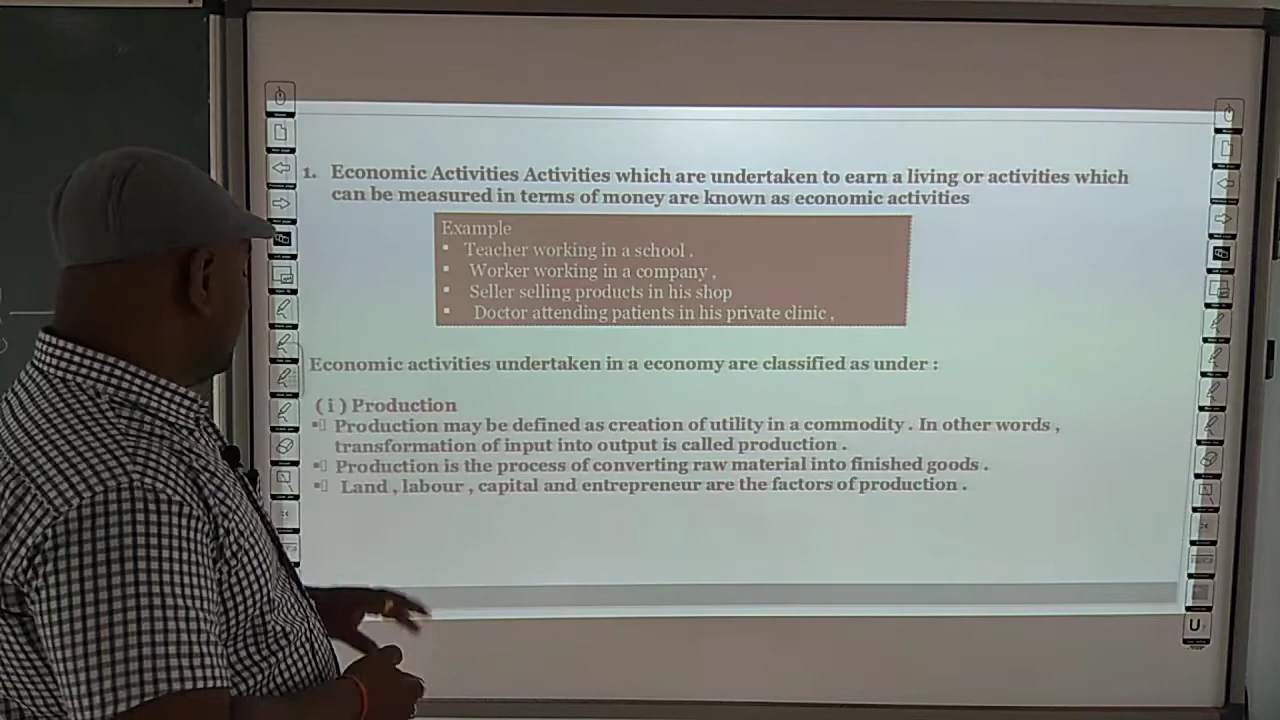 1. Economic Activities Activities which are undertaken to earn a living or activities which
can be measured in terms of money are known as economic activities
Example
▪ Teacher working in a school .
▪ Worker working in a company ,
▪ Seller selling products in his shop
▪ Doctor attending patients in his private clinic ,
Economic activities undertaken in a economy are classified as under :
( i ) Production
▪ Production may be defined as creation of utility in a commodity . In other words ,
transformation of input into output is called production .
▪ Production is the process of converting raw material into finished goods .
▪ Land , labour , capital and entrepreneur are the factors of production .